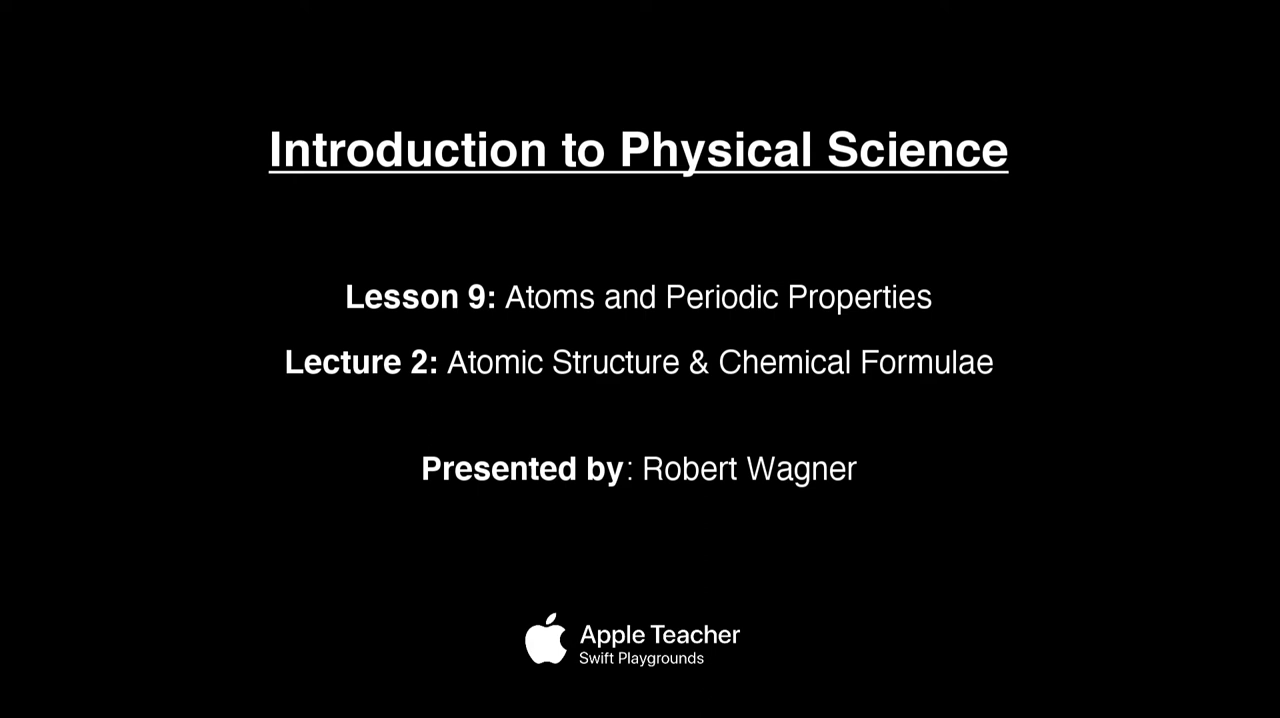 Introduction to Physical Science
Lesson 9: Atoms and Periodic Properties
Lecture 2: Atomic Structure & Chemical Formulae
Presented by: Robert Wagner
Apple Teacher
Swift Playgrounds